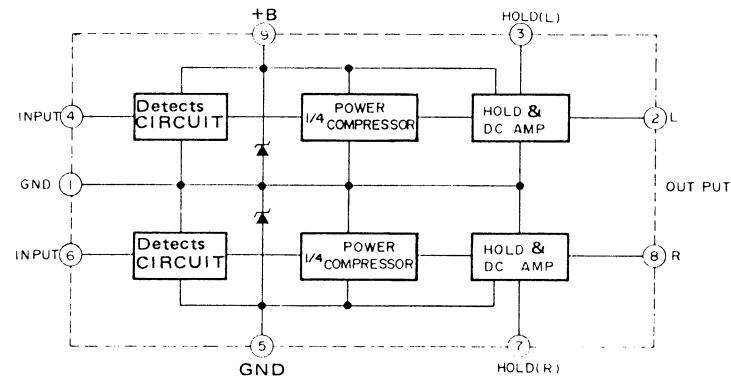 +B
9
HOLD(L)
3
INPUT 4
Detects
CIRCUIT
POWER
1/4 COMPRESSOR
HOLD &
DC AMP
2 L
GND 1
OUT PUT
INPUT 6
Detects
CIRCUIT
POWER
1/4 COMPRESSOR
HOLD &
DC AMP
8 R
5
GND
7
HOLD(R)